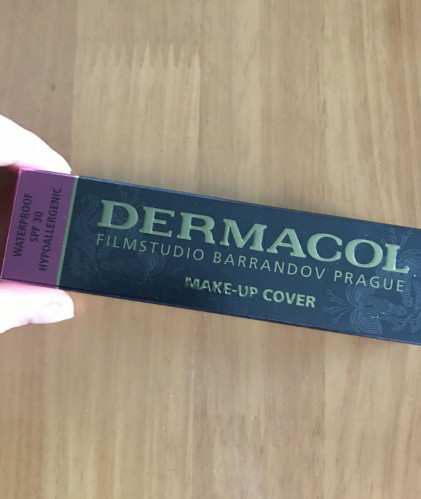 WATERPROOF
SPF 30
HYPOALLERGENIC
DERMACOL
FILMSTUDIO BARRANDOV PRAGUE
MAKE-UP COVER